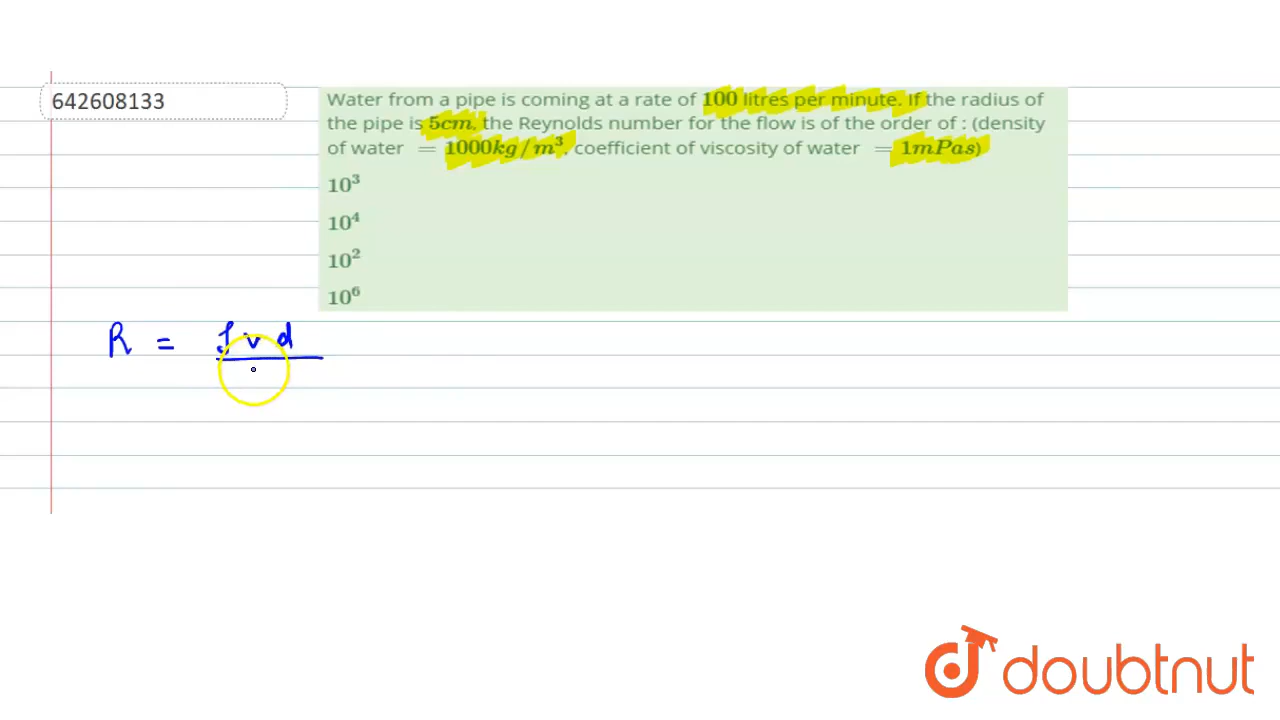 642608133
Water from a pipe is coming at a rate of 100 litres per minute. If the radius of
the pipe is 5cm, the Reynolds number for the flow is of the order of : (density
of water = 1000kg/m³, coefficient of viscosity of water = 1mPas)
10³
10⁴
10²
10⁶
R = ρ v d
doubtnut